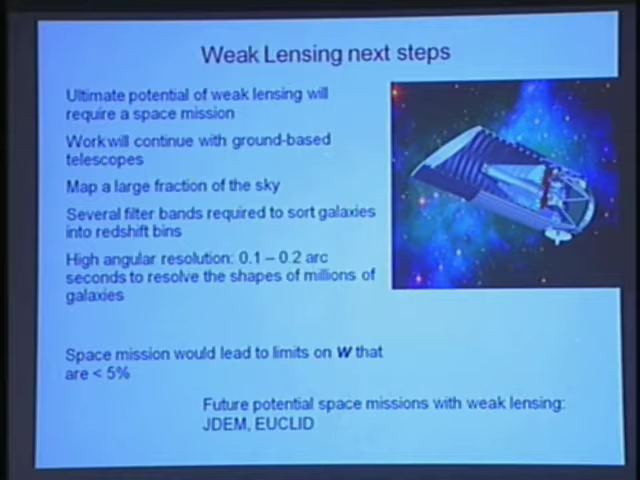 Weak Lensing next steps
Ultimate potential of weak lensing will
require a space mission
Work will continue with ground-based
telescopes
Map a large fraction of the sky
Several filter bands required to sort galaxies
into redshift bins
High angular resolution: 0.1 – 0.2 arc
seconds to resolve the shapes of millions of
galaxies
Space mission would lead to limits on W that
are < 5%
Future potential space missions with weak lensing:
JDEM, EUCLID